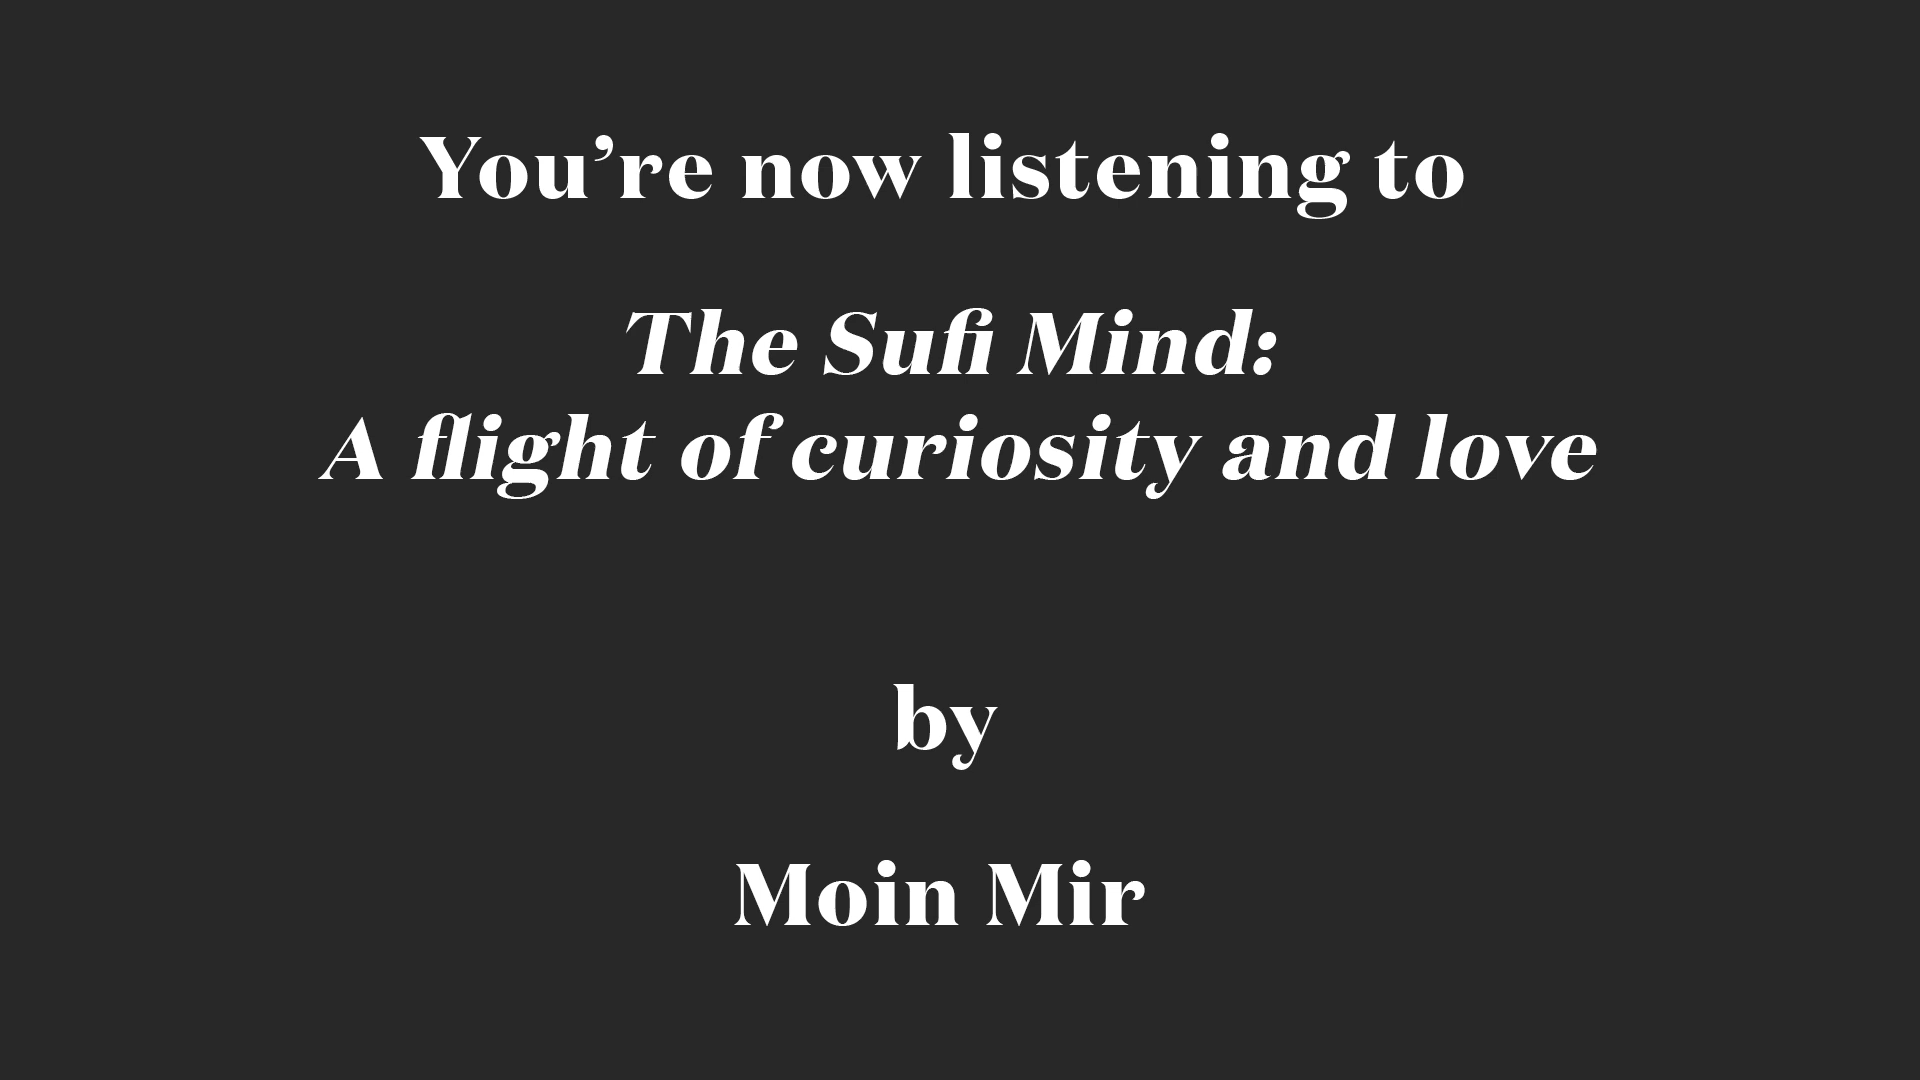 You’re now listening to
The Sufi Mind:
A flight of curiosity and love
by
Moin Mir